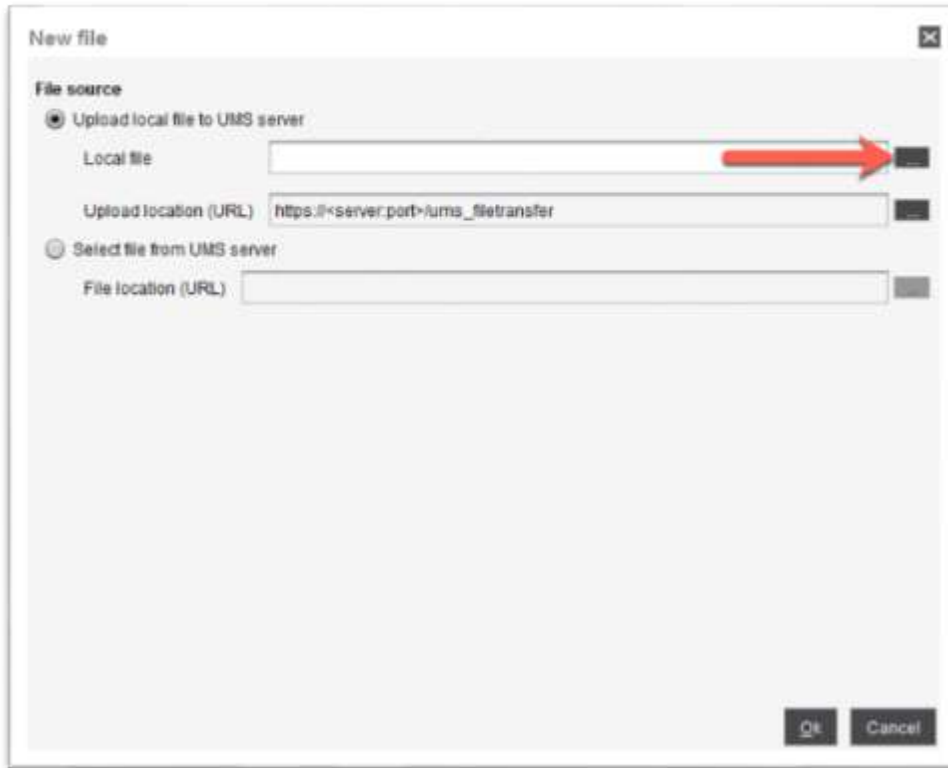 New file
File source
Upload local file to UMS server
Local file
...
Upload location (URL) https://<server:port>/ums_filetransfer ...
Select file from UMS server
File location (URL) ...
Ok Cancel